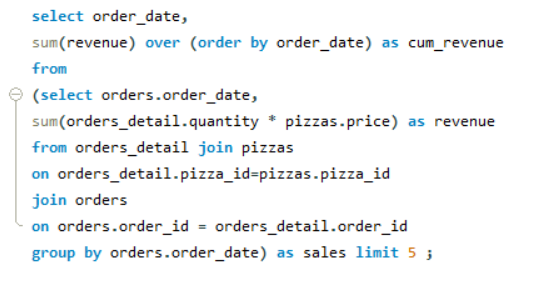 select order_date,
sum(revenue) over (order by order_date) as cum_revenue
from
(select orders.order_date,
sum(orders_detail.quantity * pizzas.price) as revenue
from orders_detail join pizzas
on orders_detail.pizza_id=pizzas.pizza_id
join orders
on orders.order_id = orders_detail.order_id
group by orders.order_date) as sales limit 5 ;